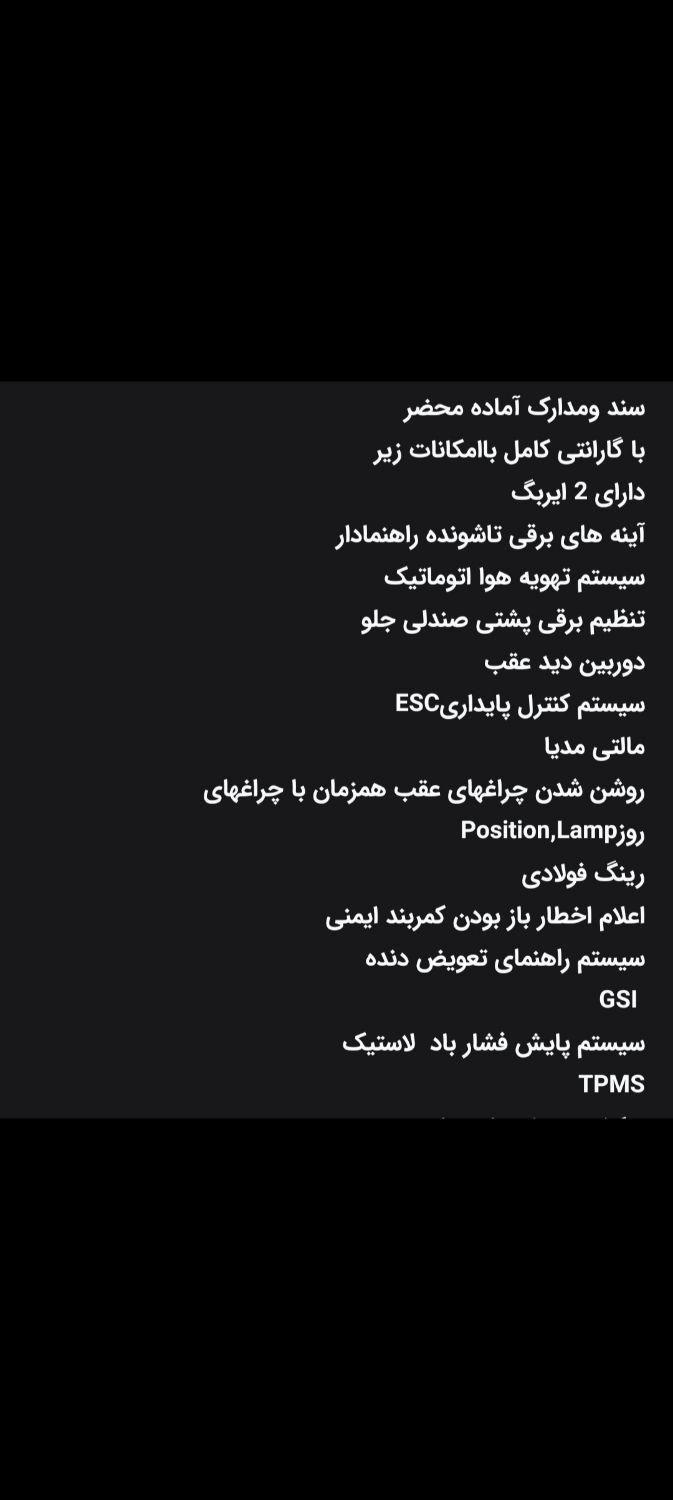 سند ومدارک آماده محضر
با گارانتی کامل باامکانات زیر
دارای 2 ایربگ
آینه های برقی تاشونده راهنمادار
سیستم تهویه هوا اتوماتیک
تنظیم برقی پشتی صندلی جلو
دوربین دید عقب
سیستم کنترل پایداریESC
مالتی مدیا
روشن شدن چراغهای عقب همزمان با چراغهای
روزPosition,Lamp
رینگ فولادی
اعلام اخطار باز بودن کمربند ایمنی
سیستم راهنمای تعویض دنده
GSI
سیستم پایش فشار باد  لاستیک
TPMS